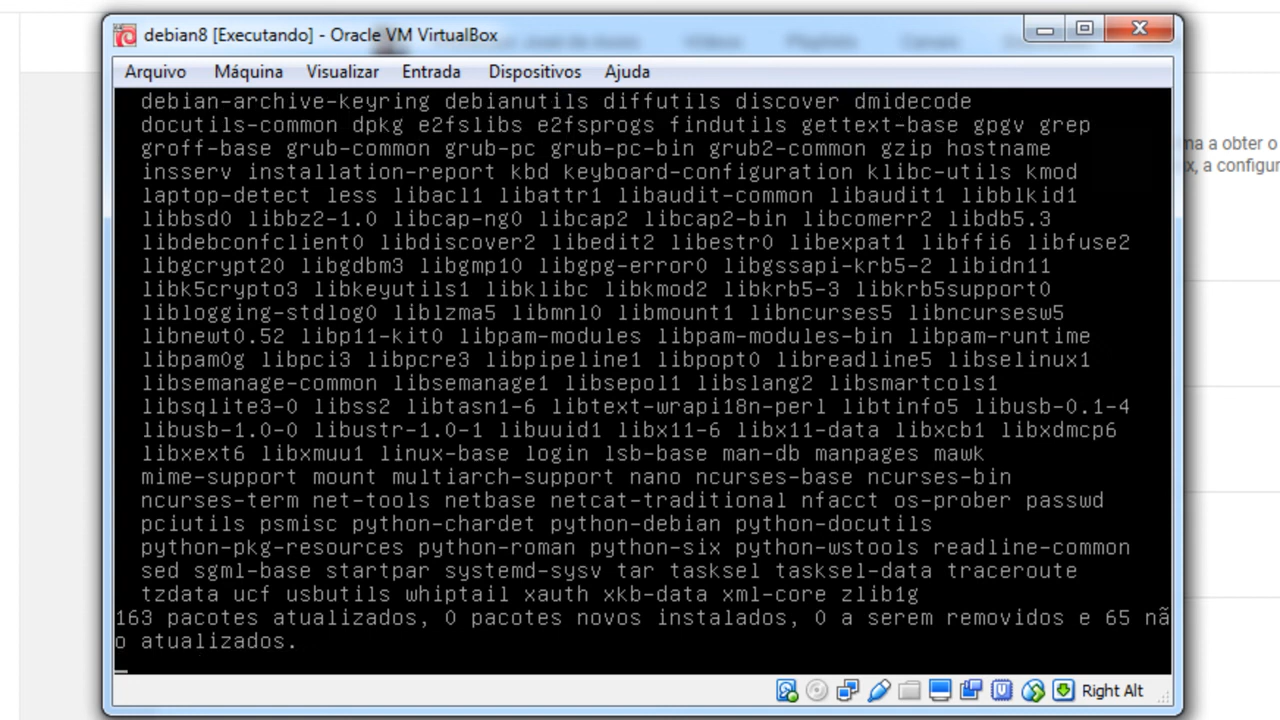 debian8 [Executando] - Oracle VM VirtualBox
Arquivo Máquina Visualizar Entrada Dispositivos Ajuda
debian-archive-keyring debianutils diffutils discover dmidecode
docutils-common dpkg e2fslibs e2fsprogs findutils gettext-base gpgv grep
groff-base grub-common grub-pc grub-pc-bin grub2-common gzip hostname
insserv installation-report kbd keyboard-configuration klibc-utils kmod
laptop-detect less libacl1 libattr1 libaudit-common libaudit1 libblkid1
libbsd0 libbz2-1.0 libcap-ng0 libcap2 libcap2-bin libcomerr2 libdb5.3
libdebconfclient0 libdiscover2 libedit2 libestr0 libexpat1 libffi6 libfuse2
libgcrypt20 libgdbm3 libgmp10 libgpg-error0 libgssapi-krb5-2 libidn11
libk5crypto3 libkeyutils1 libklibc libkmod2 libkrb5-3 libkrb5support0
liblogging-stdlog0 liblzma5 libmnl0 libmount1 libncurses5 libncursesw5
libnewt0.52 libp11-kit0 libpam-modules libpam-modules-bin libpam-runtime
libpam0g libpci3 libpcre3 libpipeline1 libpopt0 libreadline5 libselinux1
libsemanage-common libsemanage1 libsepol1 libslang2 libsmartcols1
libsqlite3-0 libss2 libtasn1-6 libtext-wrapi18n-perl libtinfo5 libusb-0.1-4
libusb-1.0-0 libustr-1.0-1 libuuid1 libx11-6 libx11-data libxcb1 libxdmcp6
libxext6 libxmuu1 linux-base login lsb-base man-db manpages mawk
mime-support mount multiarch-support nano ncurses-base ncurses-bin
ncurses-term net-tools netbase netcat-traditional nfacct os-prober passwd
pciutils psmisc python-chardet python-debian python-docutils
python-pkg-resources python-roman python-six python-wstools readline-common
sed sgml-base startpar systemd-sysv tar tasksel tasksel-data traceroute
tzdata ucf usbutils whiptail xauth xkb-data xml-core zlib1g
163 pacotes atualizados, 0 pacotes novos instalados, 0 a serem removidos e 65 nã
o atualizados.
Right Alt
ma a obter o
x, a configur